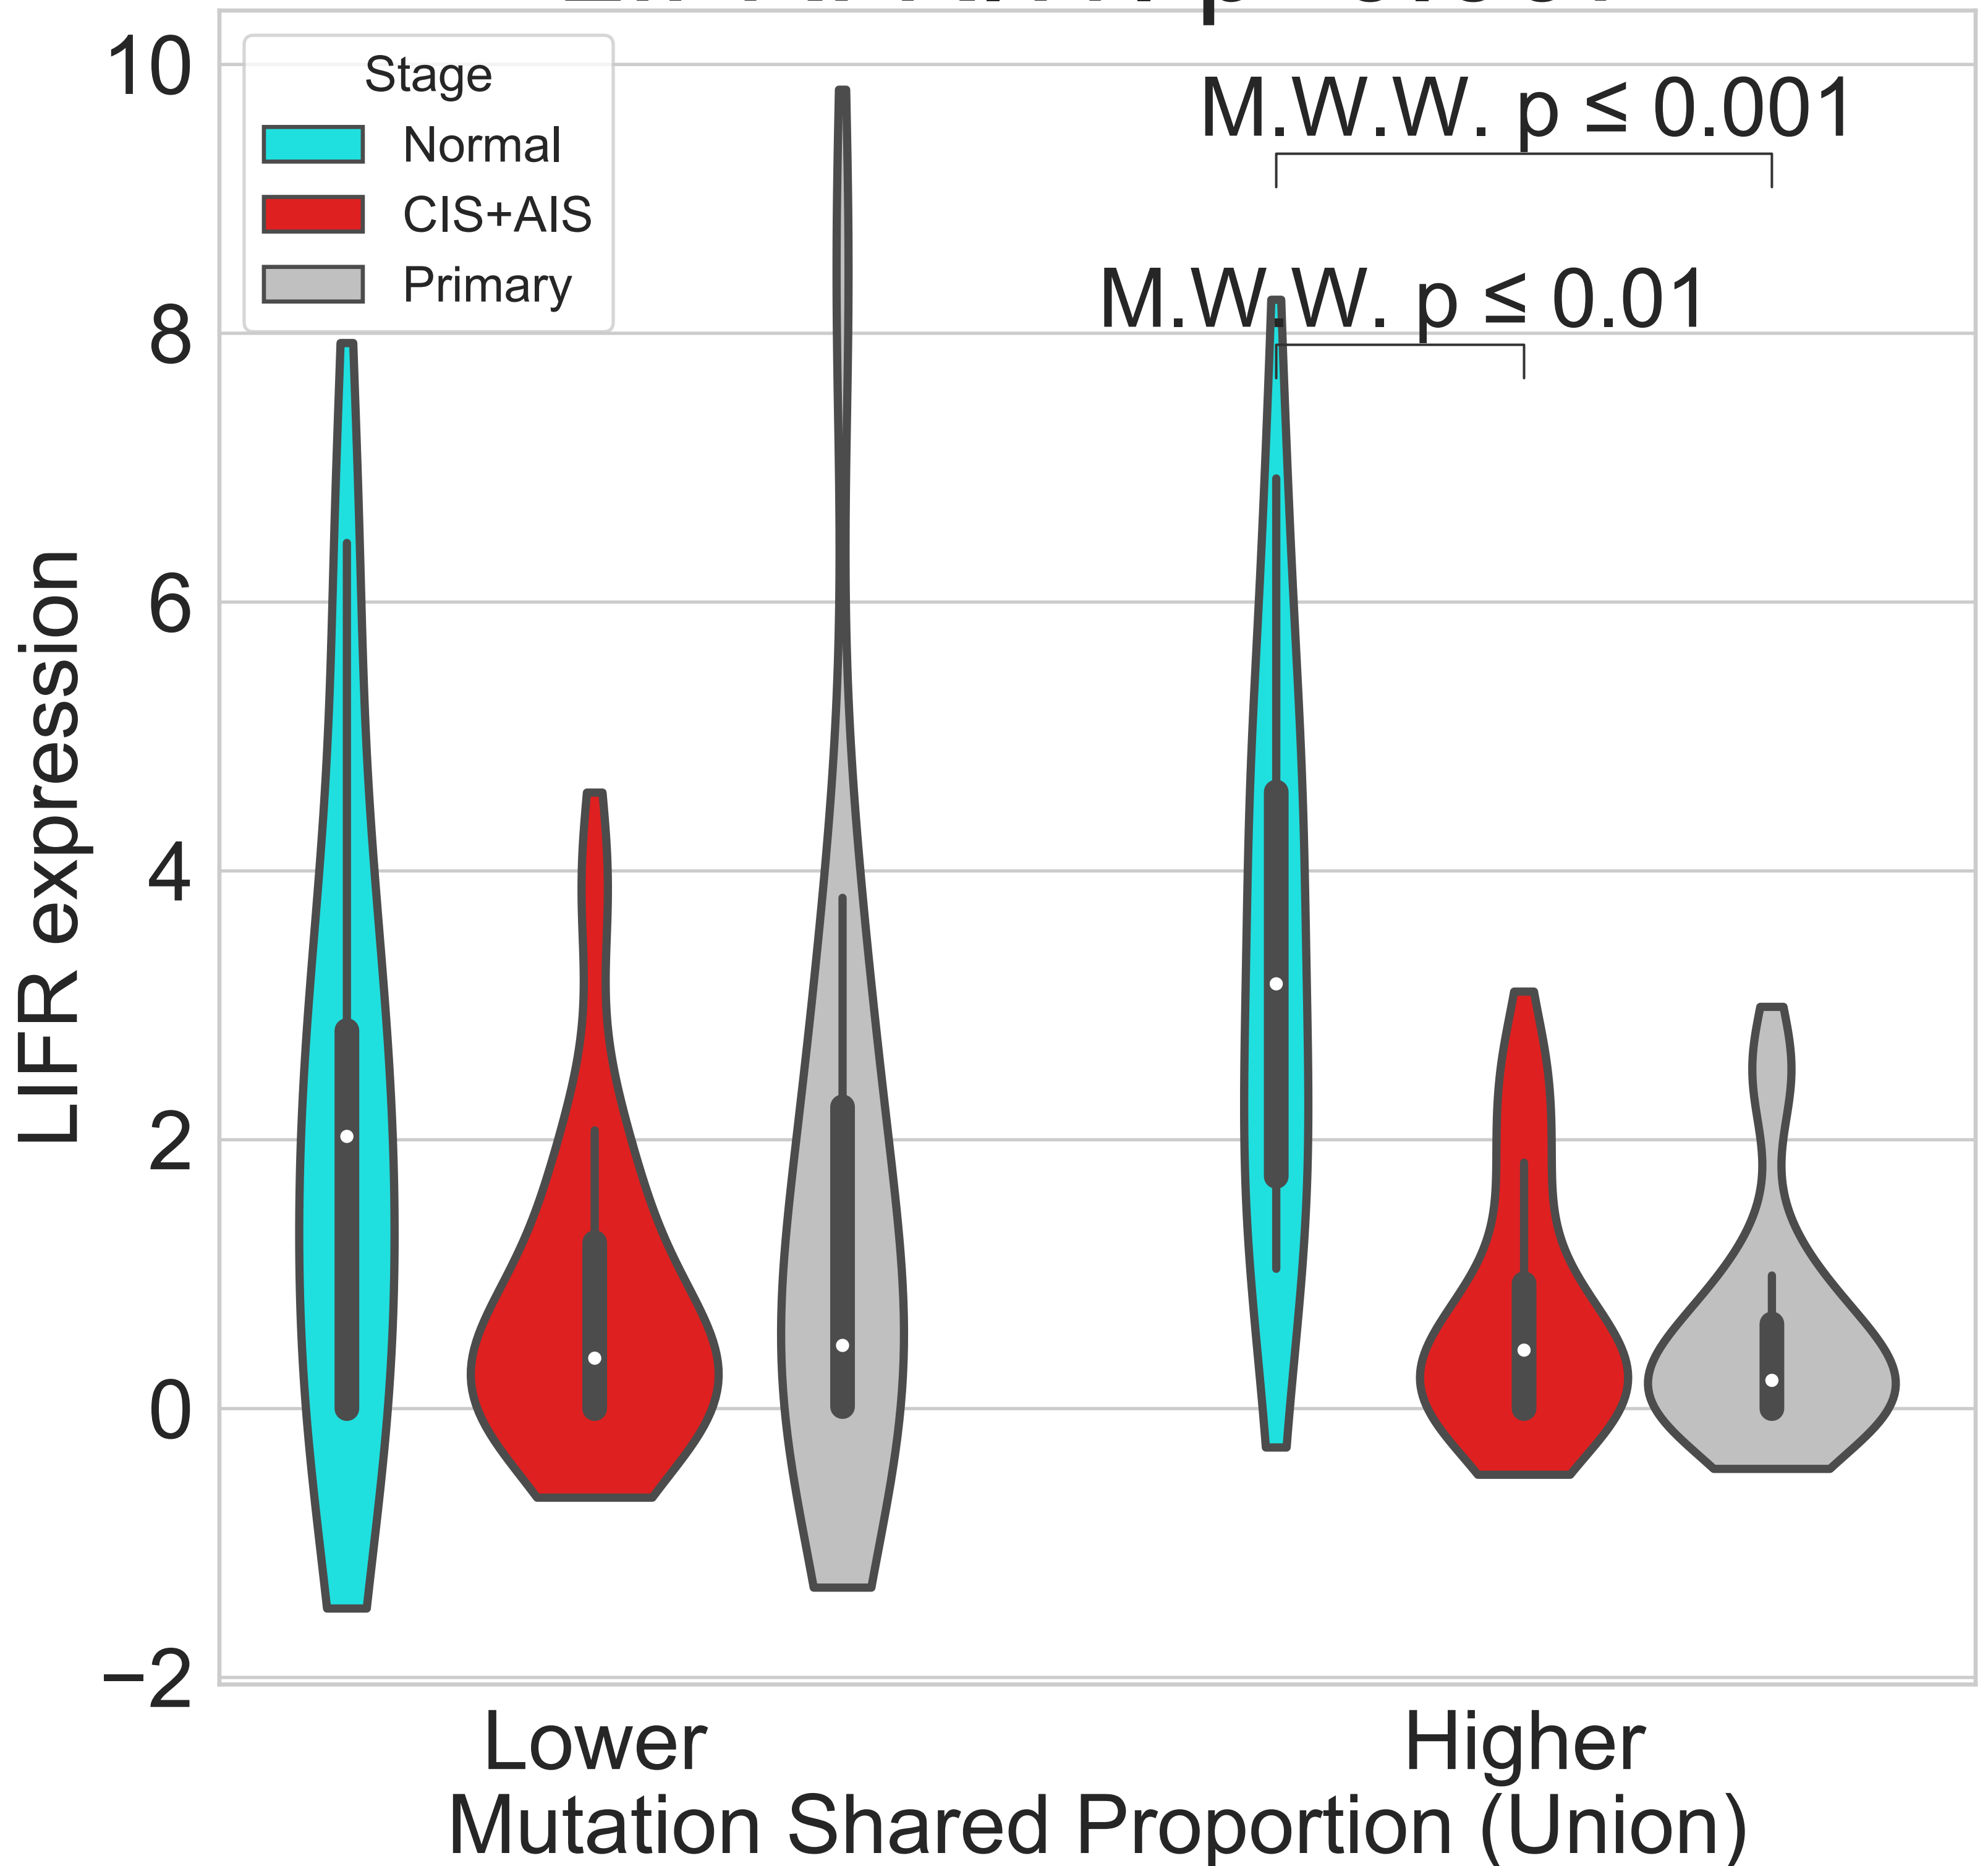 10
8
6
4
2
0
−2
LIFR expression
Stage
Normal
CIS+AIS
Primary
M.W.W. p ≤ 0.001
M.W.W. p ≤ 0.01
Lower
Higher
Mutation Shared Proportion (Union)